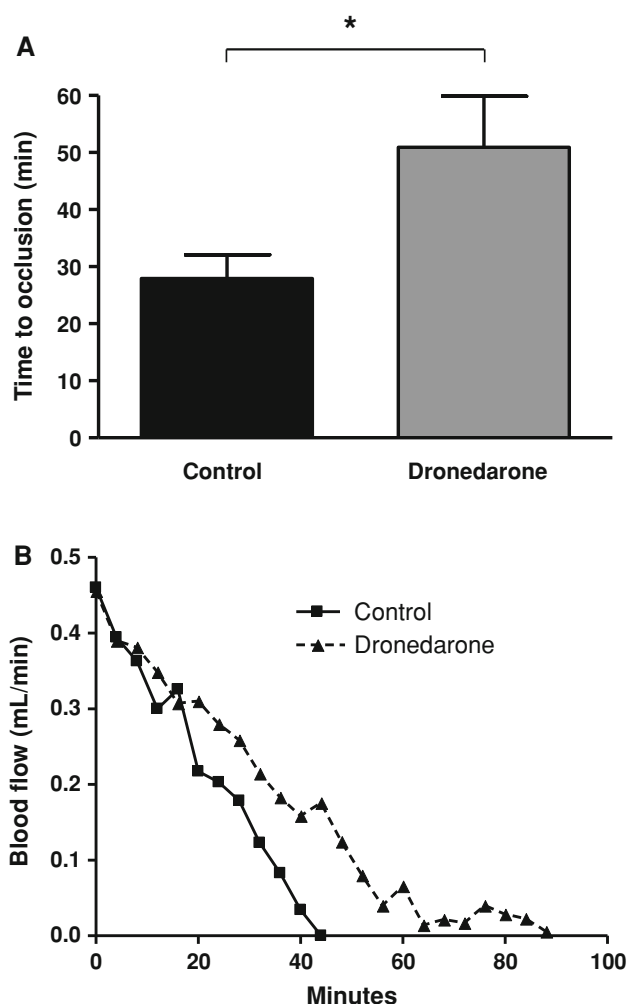 A
*
Time to occlusion (min)
60
50
40
30
20
10
0
Control Dronedarone
B
Blood flow (mL/min)
0.5
0.4
0.3
0.2
0.1
0.0
Control
Dronedarone
0 20 40 60 80 100
Minutes